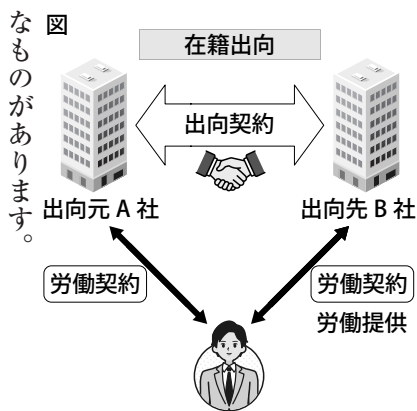 図
なものがあります。
在籍出向
出向契約
出向元 A 社
出向先 B 社
労働契約
労働契約
労働提供